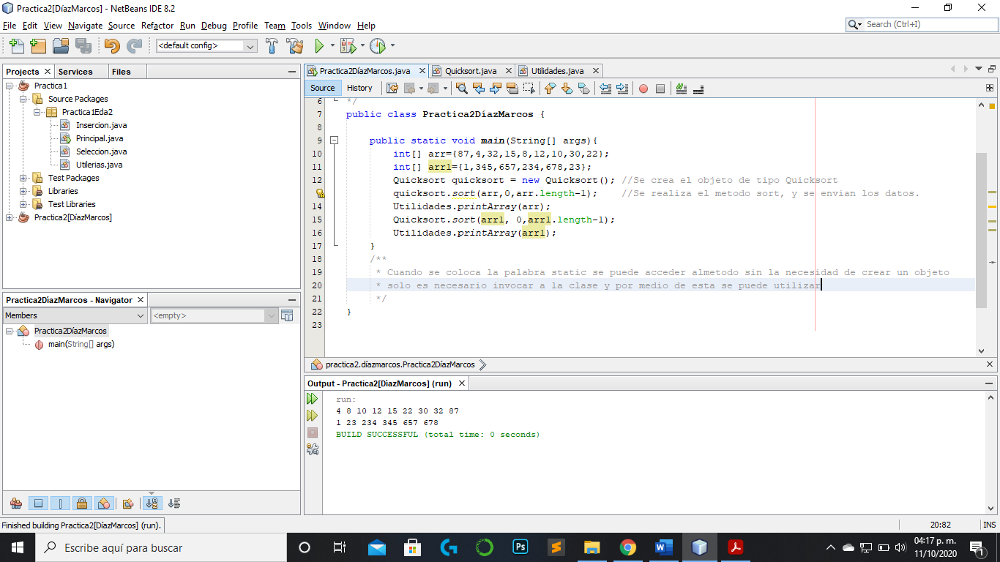 Practica2[DíazMarcos] - NetBeans IDE 8.2
File Edit View Navigate Source Refactor Run Debug Profile Team Tools Window Help
Search (Ctrl+I)
<default config>
Projects Services Files
Practica1
Source Packages
Practica1Eda2
Insercion.java
Principal.java
Seleccion.java
Utilerias.java
Test Packages
Libraries
Test Libraries
Practica2[DíazMarcos]
Practica2DíazMarcos - Navigator
Members <empty>
Practica2DíazMarcos
main(String[] args)
Practica2DíazMarcos.java Quicksort.java Utilidades.java
Source History
6 */
7 public class Practica2DíazMarcos {
8
9 public static void main(String[] args){
10 int[] arr={87,4,32,15,8,12,10,30,22};
11 int[] arr1={1,345,657,234,678,23};
12 Quicksort quicksort = new Quicksort(); //Se crea el objeto de tipo Quicksort
quicksort.sort(arr,0,arr.length-1); //Se realiza el metodo sort, y se envian los datos.
14 Utilidades.printArray(arr);
15 Quicksort.sort(arr1, 0,arr1.length-1);
16 Utilidades.printArray(arr1);
17 }
18 /**
19 * Cuando se coloca la palabra static se puede acceder almetodo sin la necesidad de crear un objeto
20 * solo es necesario invocar a la clase y por medio de esta se puede utilizar
21 */
22 }
23
practica2.díazmarcos.Practica2DíazMarcos
Output - Practica2[DíazMarcos] (run)
run:
4 8 10 12 15 22 30 32 87
1 23 234 345 657 678
BUILD SUCCESSFUL (total time: 0 seconds)
Finished building Practica2[DíazMarcos] (run).
20:82 INS
Escribe aquí para buscar
Ps
04:17 p. m.
11/10/2020
1